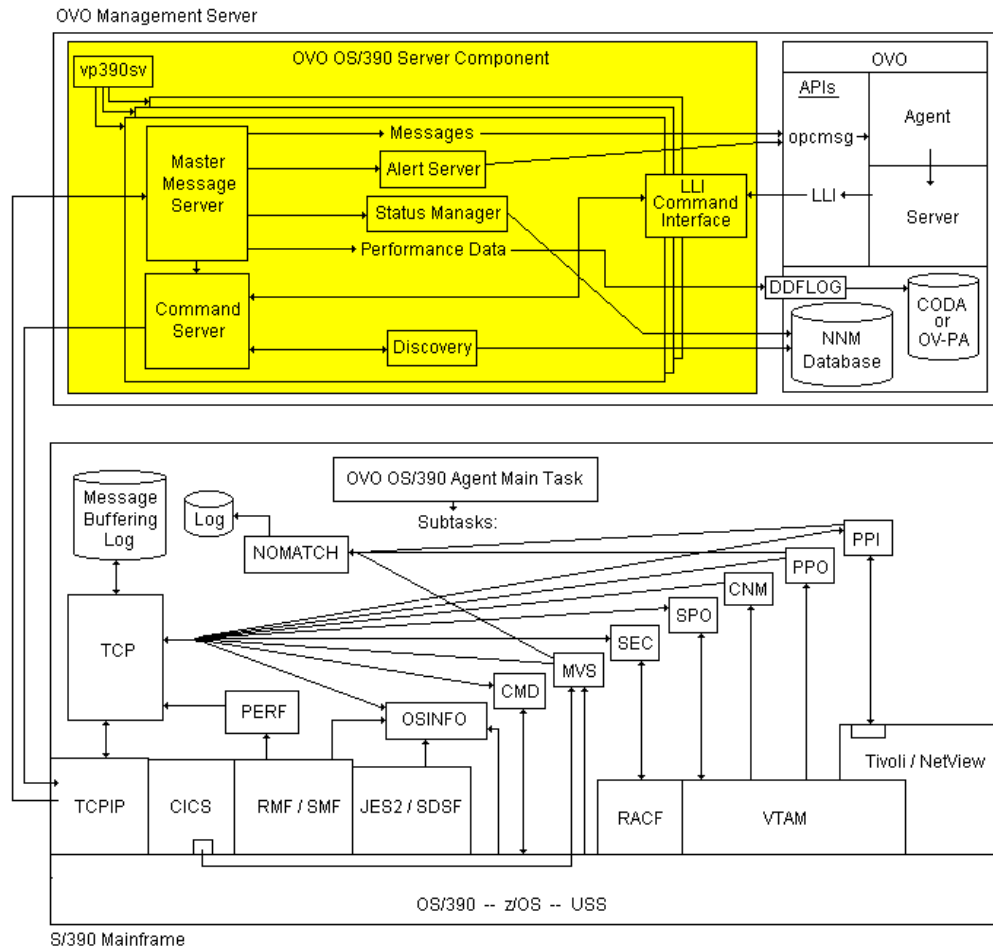 OVO Management Server
OVO OS/390 Server Component
vp390sv
OVO
APIs
Messages
opcmsg
Agent
Master
Message
Server
Alert Server
LLI
Command
Interface
LLI
Status Manager
Server
Performance Data
DDFLOG
Command
Server
CODA
or
OV-PA
Discovery
NNM
Database
OVO OS/390 Agent Main Task
Message
Buffering
Log
Log
Subtasks:
NOMATCH
PPI
PPO
CNM
SPO
SEC
TCP
MVS
CMD
PERF
OSINFO
Tivoli / NetView
TCPIP
CICS
RMF / SMF
JES2 / SDSF
RACF
VTAM
OS/390 -- z/OS -- USS
S/390 Mainframe